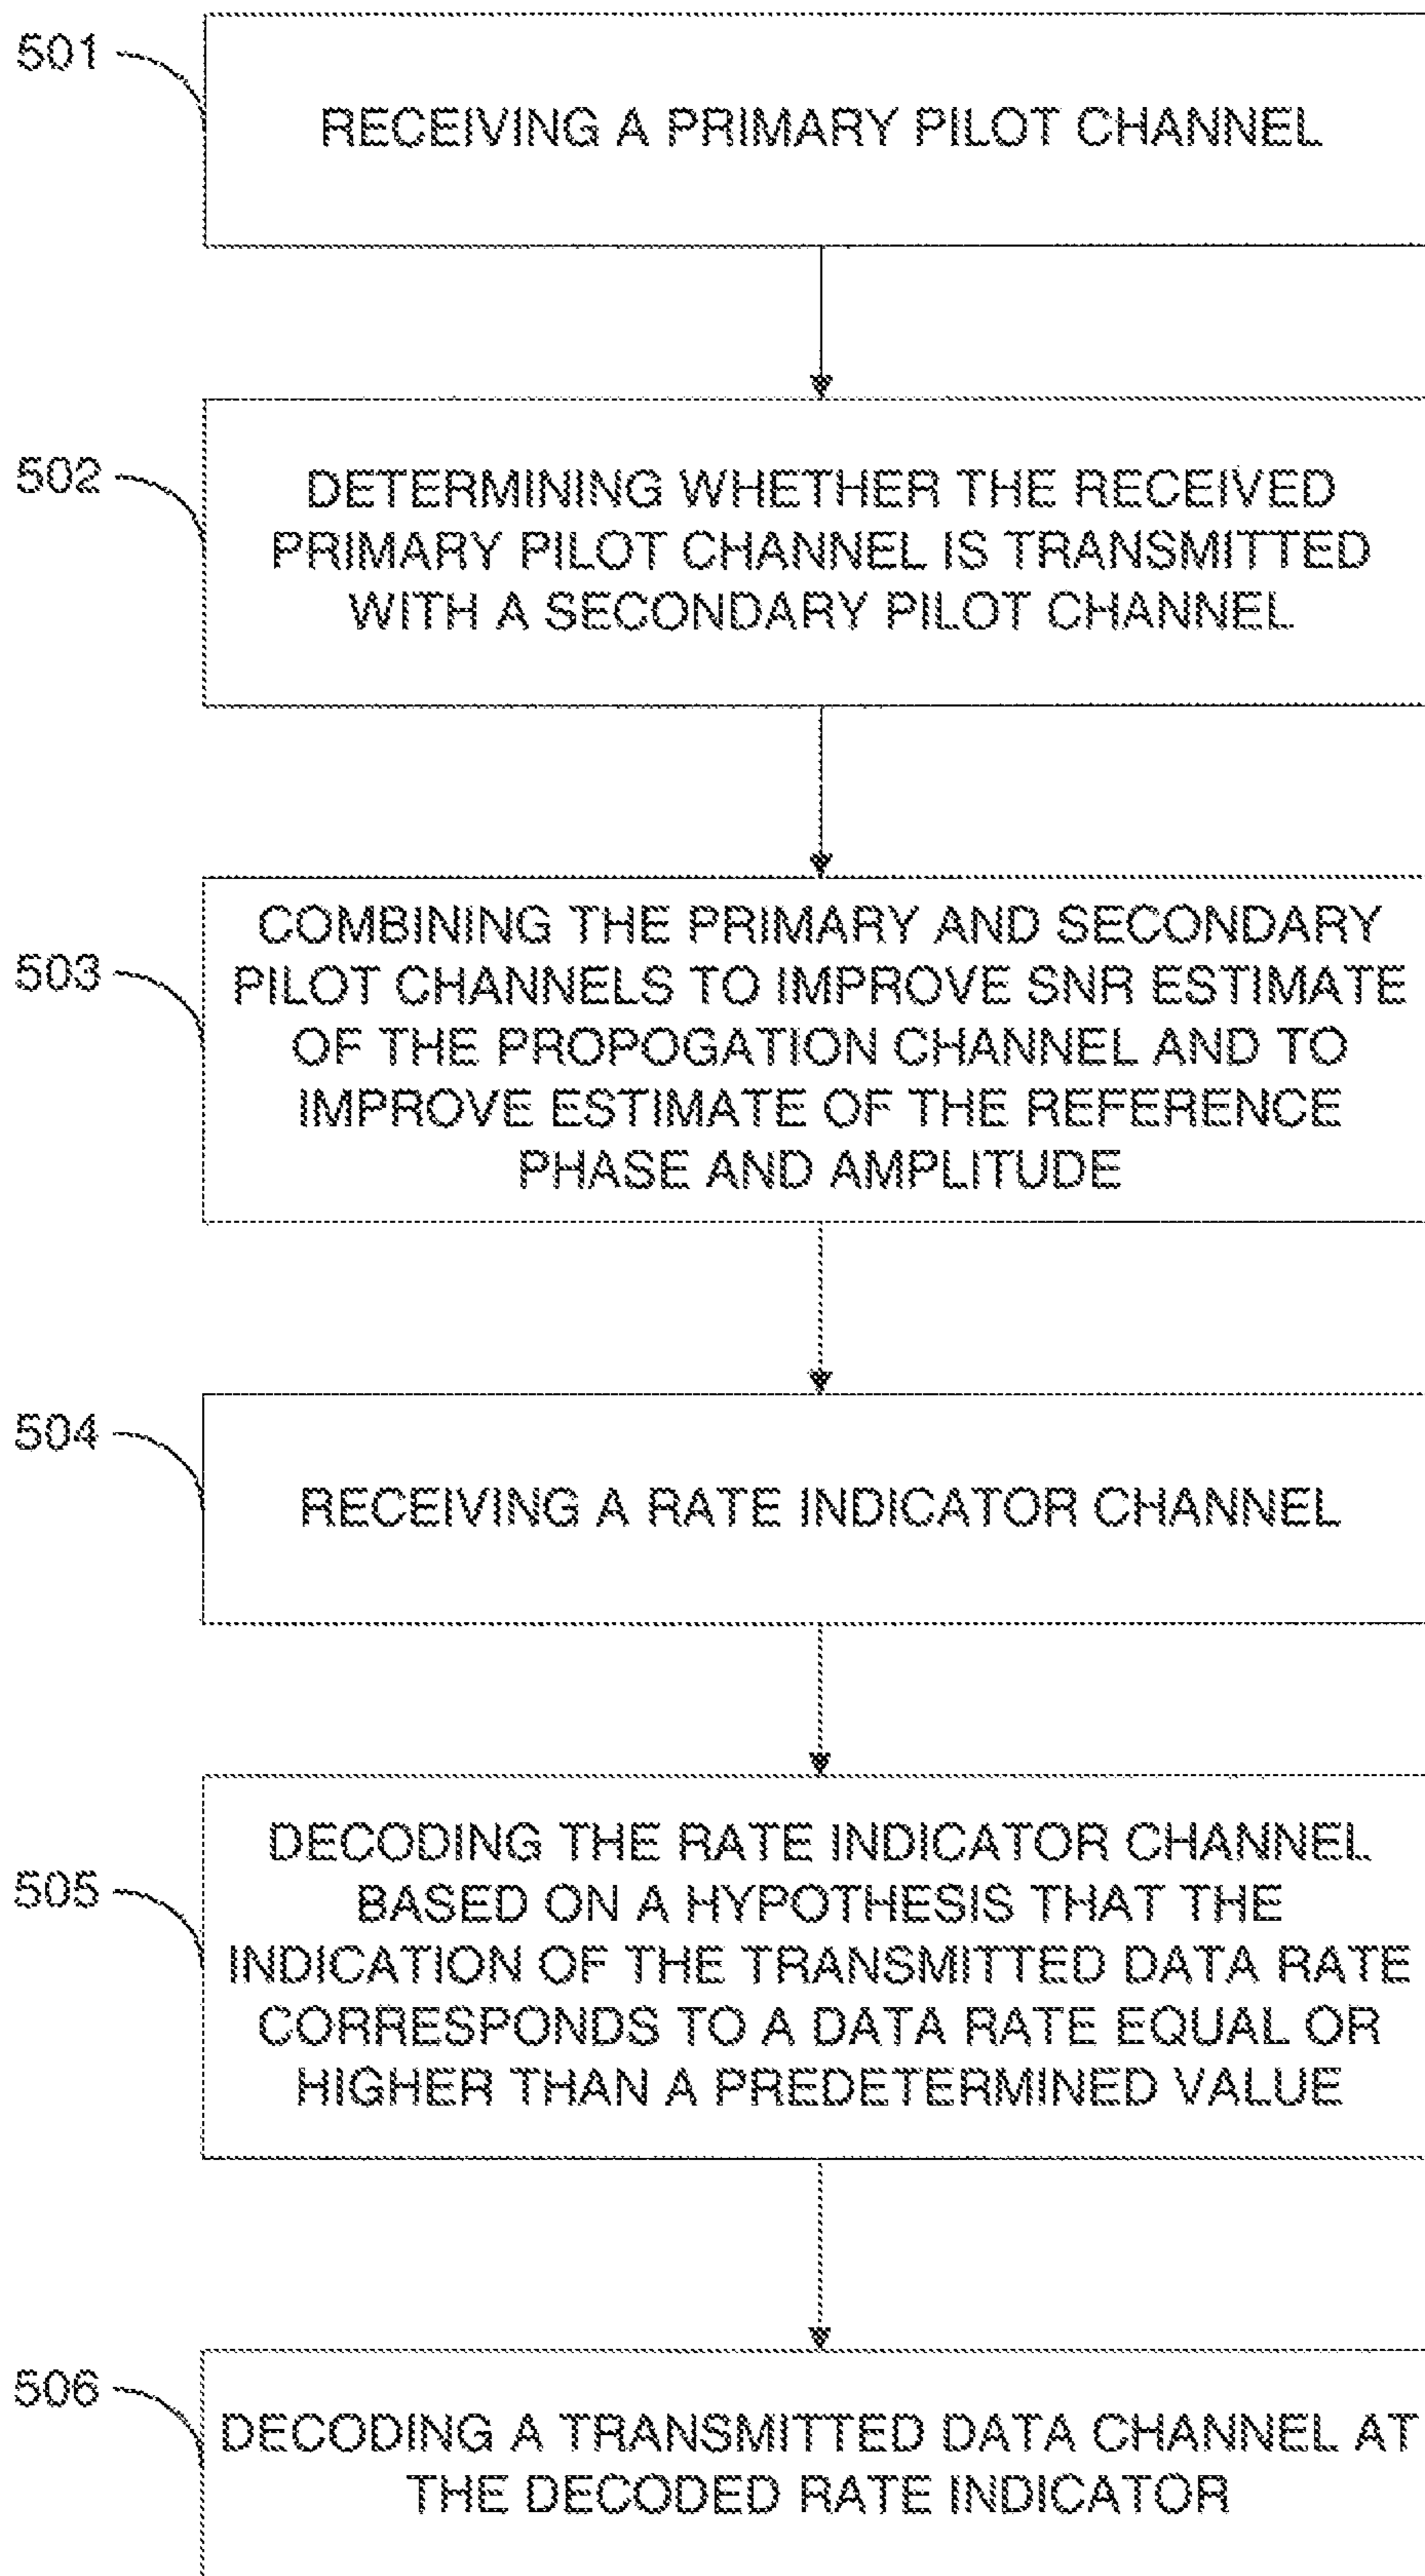 501
RECEIVING A PRIMARY PILOT CHANNEL
502
DETERMINING WHETHER THE RECEIVED
PRIMARY PILOT CHANNEL IS TRANSMITTED
WITH A SECONDARY PILOT CHANNEL
503
COMBINING THE PRIMARY AND SECONDARY
PILOT CHANNELS TO IMPROVE SNR ESTIMATE
OF THE PROPOGATION CHANNEL AND TO
IMPROVE ESTIMATE OF THE REFERENCE
PHASE AND AMPLITUDE
504
RECEIVING A RATE INDICATOR CHANNEL
505
DECODING THE RATE INDICATOR CHANNEL
BASED ON A HYPOTHESIS THAT THE
INDICATION OF THE TRANSMITTED DATA RATE
CORRESPONDS TO A DATA RATE EQUAL OR
HIGHER THAN A PREDETERMINED VALUE
506
DECODING A TRANSMITTED DATA CHANNEL AT
THE DECODED RATE INDICATOR